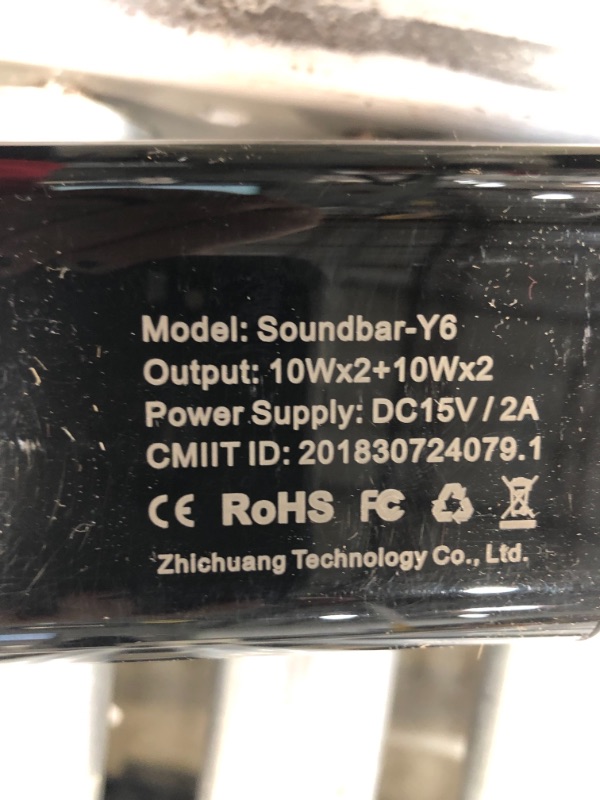 Model: Soundbar-Y6
Output: 10Wx2+10Wx2
Power Supply: DC15V / 2A
CMIIT ID: 201830724079.1
CE RoHS FC
Zhichuang Technology Co., Ltd.